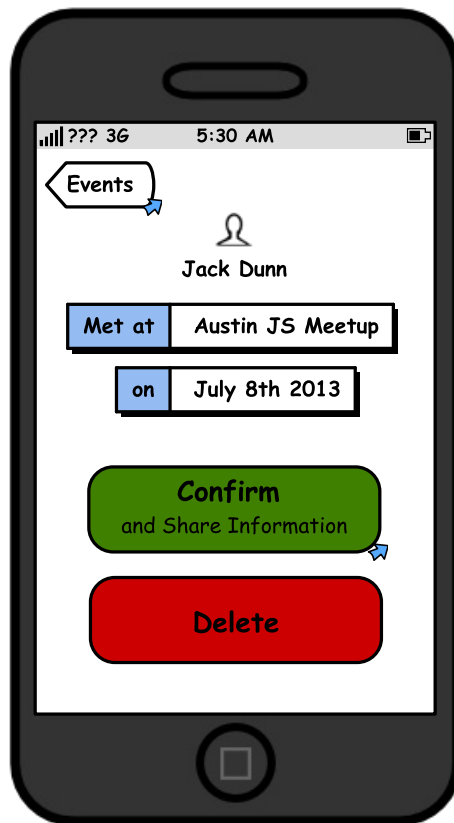 ??? 3G 5:30 AM
Events
Jack Dunn
Met at Austin JS Meetup
on July 8th 2013
Confirm
and Share Information
Delete